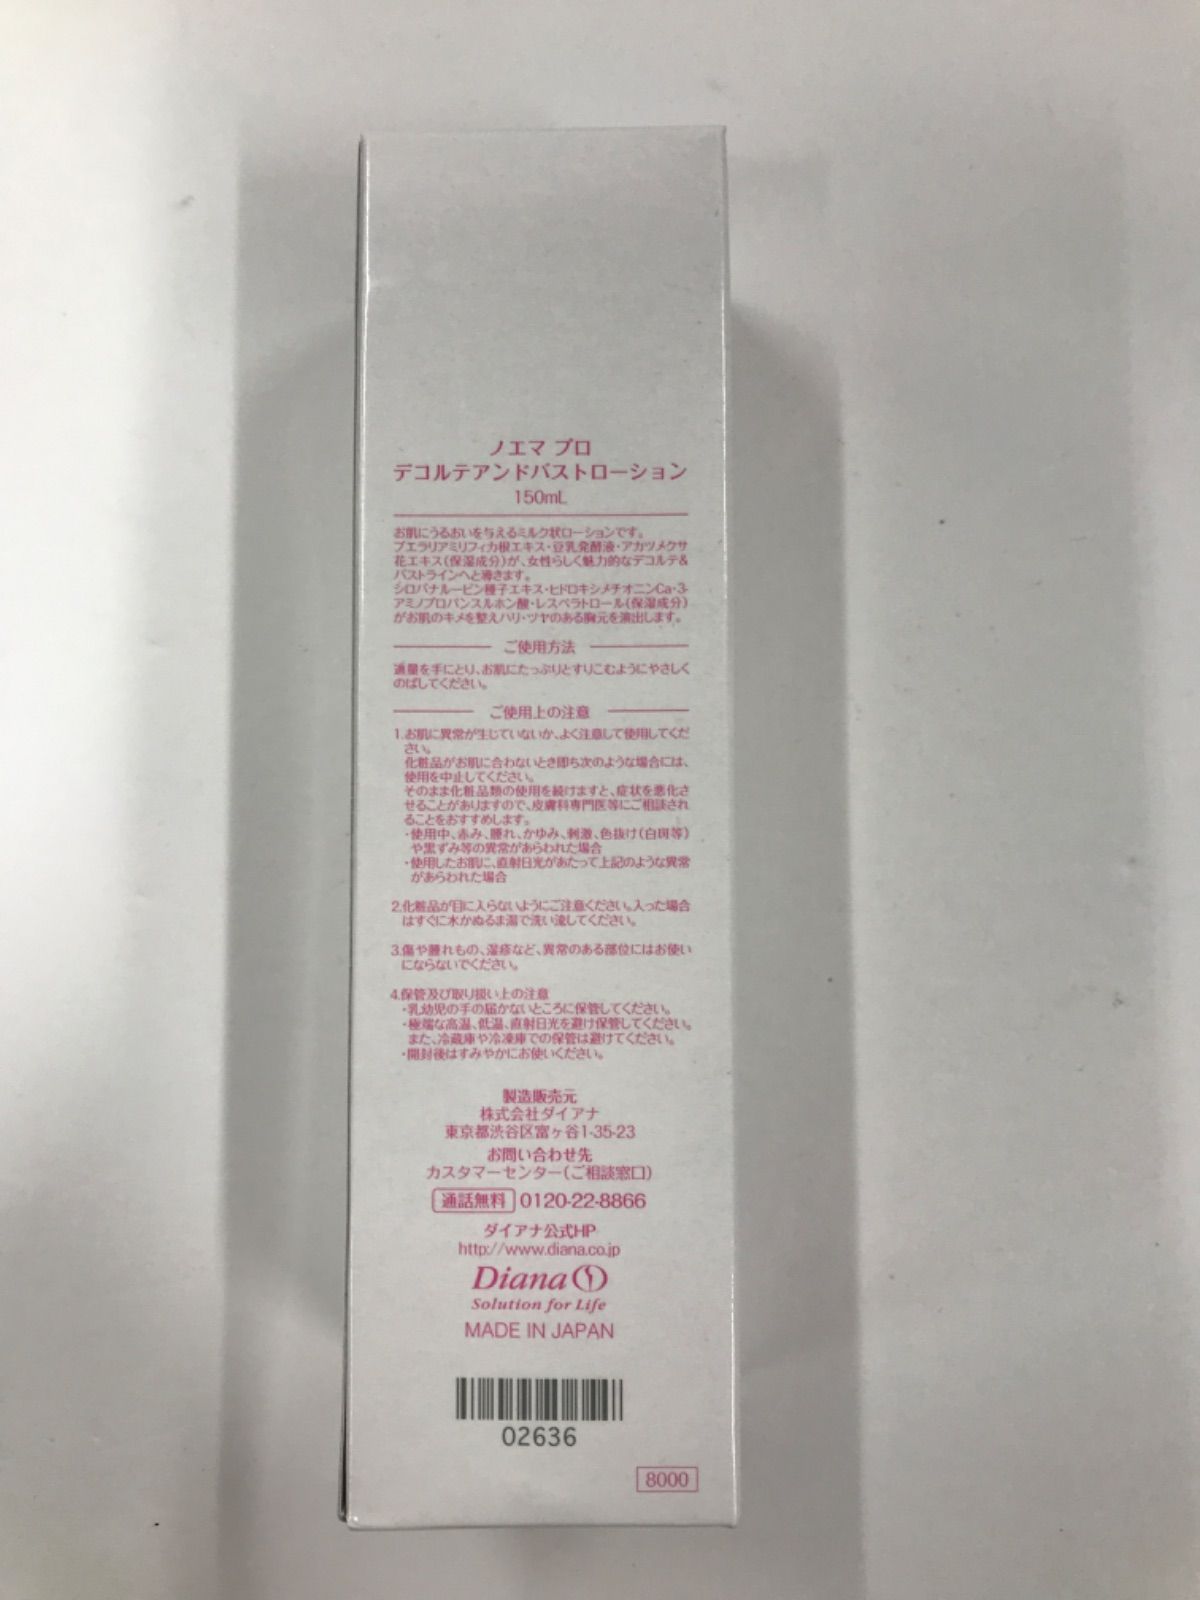 ノエマ プロ
デコルテアンドバストローション
150mL
お肌にうるおいを与えるミルク状ローションです。
プエラリアミリフィカ根エキス・豆乳発酵液・アカツメクサ
花エキス(保湿成分)が、女性らしく魅力的なデコルテ&
バストラインへと導きます。
シロバナルーピン種子エキス・ヒドロキシメチオニンCa・3-
アミノプロパンスルホン酸・レスベラトロール(保湿成分)
がお肌のキメを整えハリ・ツヤのある胸元を演出します。
ご使用方法
適量を手にとり、お肌にたっぷりとすりこむようにやさしく
のばしてください。
ご使用上の注意
1.お肌に異常が生じていないか、よく注意して使用してくだ
さい。
化粧品がお肌に合わないとき即ち次のような場合には、
使用を中止してください。
そのまま化粧品類の使用を続けますと、症状を悪化さ
せることがありますので、皮膚科専門医等にご相談され
ることをおすすめします。
・使用中、赤み、腫れ、かゆみ、刺激、色抜け(白斑等)
や黒ずみ等の異常があらわれた場合
・使用したお肌に、直射日光があたって上記のような異常
があらわれた場合
2.化粧品が目に入らないようにご注意ください。入った場合
はすぐに水かぬるま湯で洗い流してください。
3.傷や腫れもの、湿疹など、異常のある部位にはお使い
にならないでください。
4.保管及び取り扱い上の注意
・乳幼児の手の届かないところに保管してください。
・極端な高温、低温、直射日光を避け保管してください。
また、冷蔵庫や冷凍庫での保管は避けてください。
・開封後はすみやかにお使いください。
製造販売元
株式会社ダイアナ
東京都渋谷区富ヶ谷1-35-23
お問い合わせ先
カスタマーセンター(ご相談窓口)
通話無料 0120-22-8866
ダイアナ公式HP
http://www.diana.co.jp
Diana
Solution for Life
MADE IN JAPAN
02636
8000